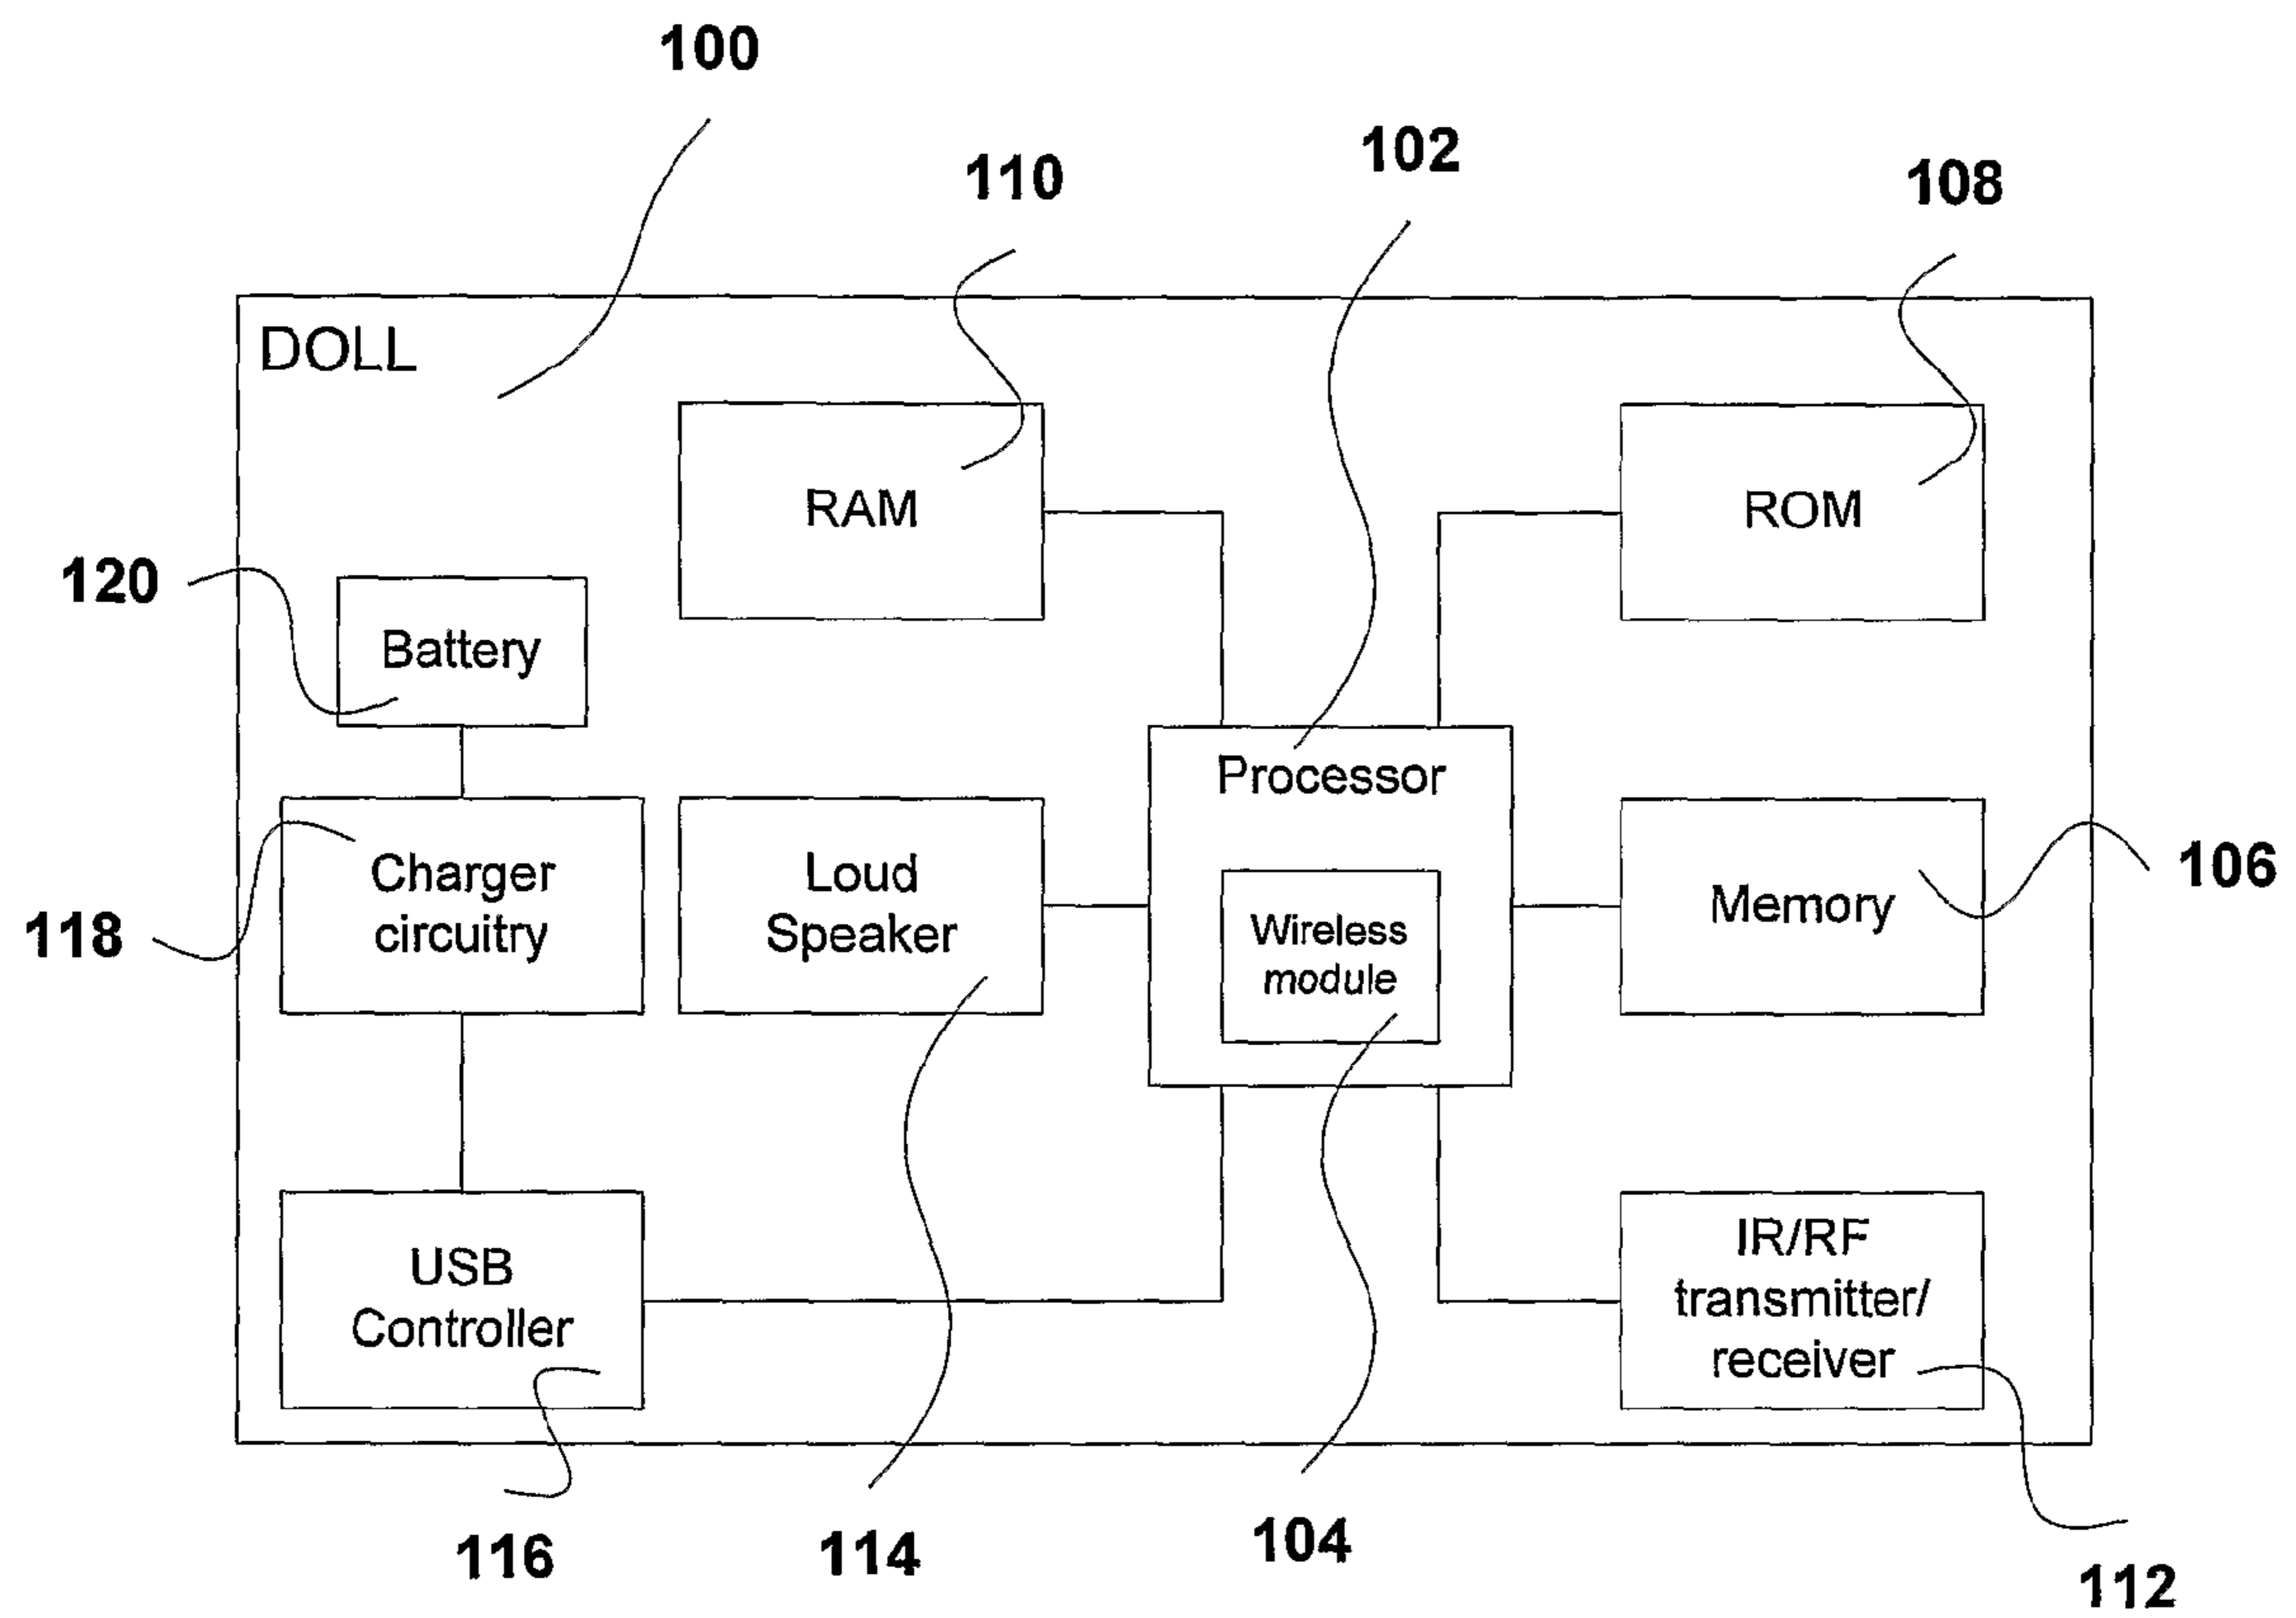 100
110
102
108
DOLL
RAM
ROM
120
Battery
Processor
Charger
circuitry
118
Loud
Speaker
Wireless
module
Memory
106
USB
Controller
IR/RF
transmitter/
receiver
116
114
104
112